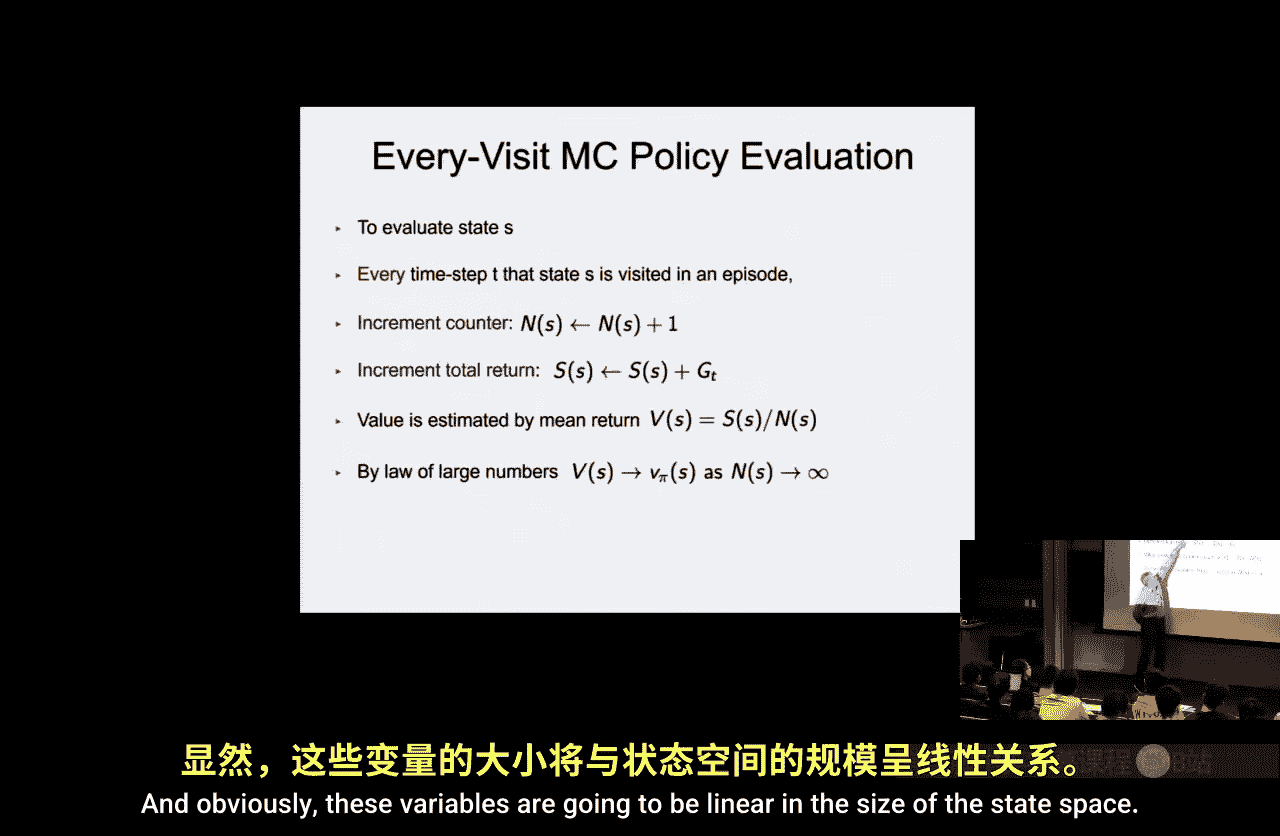 Every-Visit MC Policy Evaluation
To evaluate state s
Every time-step t that state s is visited in an episode,
Increment counter: N(s) ← N(s) + 1
Increment total return: S(s) ← S(s) + G_t
Value is estimated by mean return V(s) = S(s)/N(s)
By law of large numbers V(s) → v_π(s) as N(s) → ∞
显然，这些变量的大小将与状态空间的规模呈线性关系。
And obviously, these variables are going to be linear in the size of the state space.